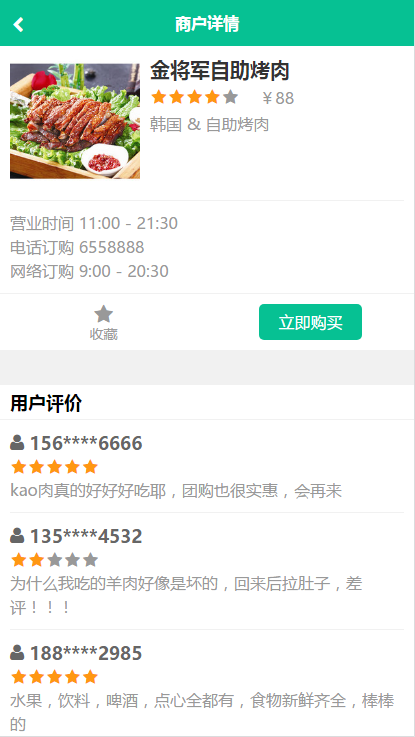 商户详情
金将军自助烤肉
￥88
韩国 & 自助烤肉
营业时间 11:00 - 21:30
电话订购 6558888
网络订购 9:00 - 20:30
收藏
立即购买
用户评价
156****6666
kao肉真的好好好吃耶，团购也很实惠，会再来
135****4532
为什么我吃的羊肉好像是坏的，回来后拉肚子，差
评！！！
188****2985
水果，饮料，啤酒，点心全都有，食物新鲜齐全，棒棒
的